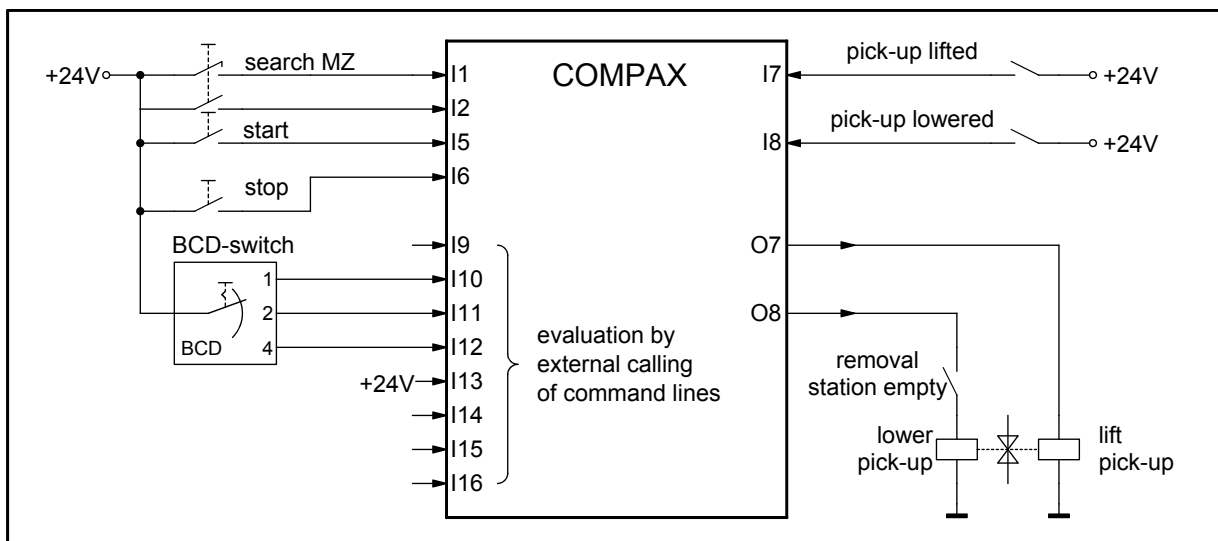 COMPAX
+24V
search MZ
I1
I2
start
I5
I6
stop
BCD-switch
1
2
4
BCD
I9
I10
I11
I12
+24V
I13
I14
I15
I16
evaluation by
external calling
of command lines
pick-up lifted
I7
+24V
pick-up lowered
I8
+24V
O7
O8
removal
station empty
lower
pick-up
lift
pick-up